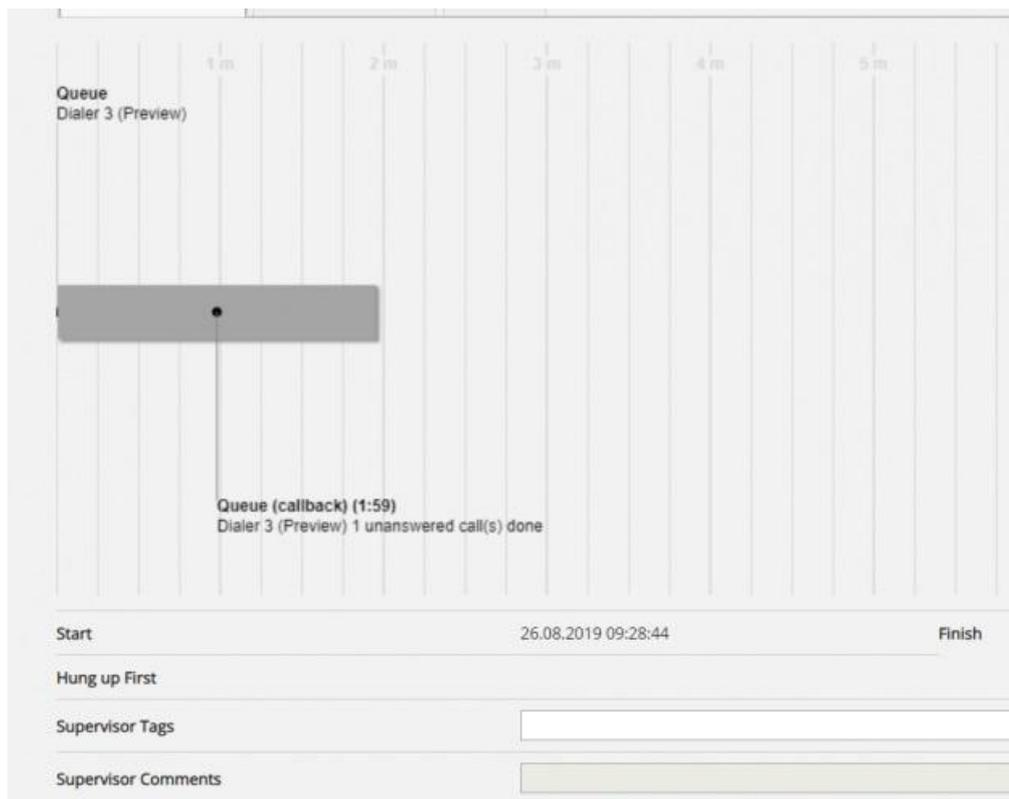 1 m 2 m 3 m 4 m 5 m
Queue
Dialer 3 (Preview)
Queue (callback) (1:59)
Dialer 3 (Preview) 1 unanswered call(s) done
Start 26.08.2019 09:28:44 Finish
Hung up First
Supervisor Tags
Supervisor Comments